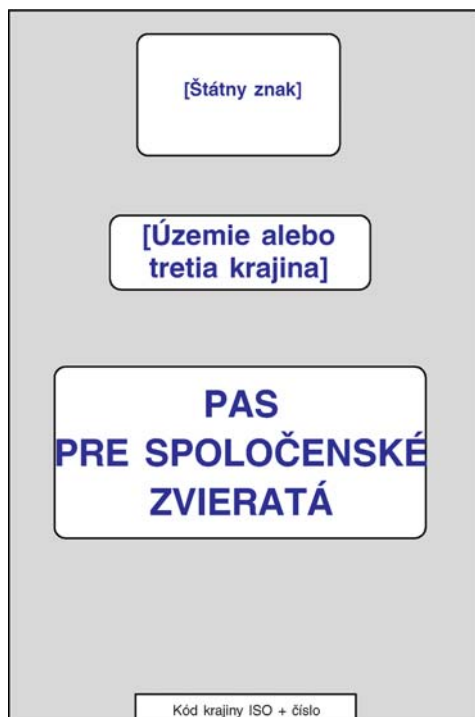 [Štátny znak]
[Územie alebo
tretia krajina]
PAS
PRE SPOLOČENSKÉ
ZVIERATÁ
Kód krajiny ISO + číslo